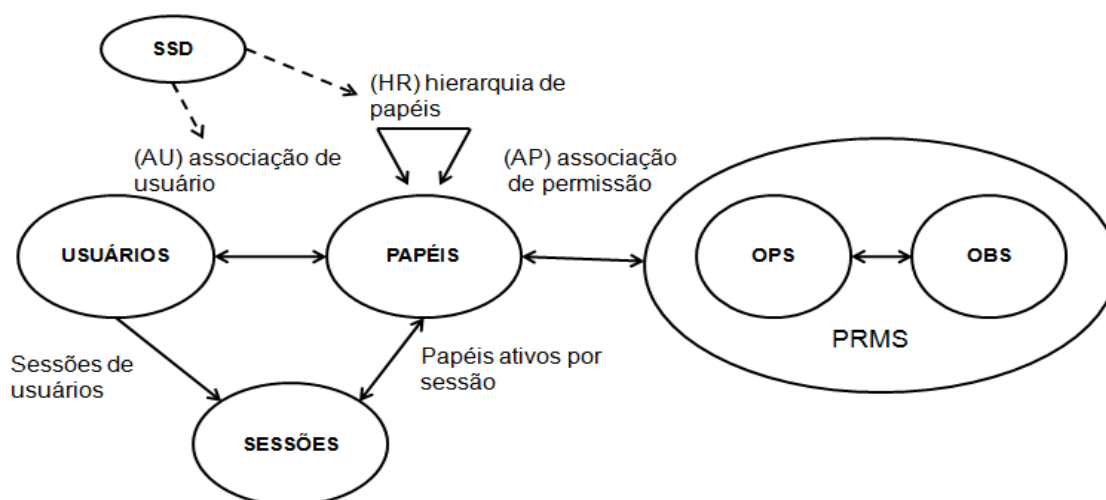 SSD
(HR) hierarquia de
papéis
(AU) associação de
usuário
(AP) associação
de permissão
USUÁRIOS
PAPÉIS
OPS
OBS
PRMS
Sessões de
usuários
Papéis ativos por
sessão
SESSÕES